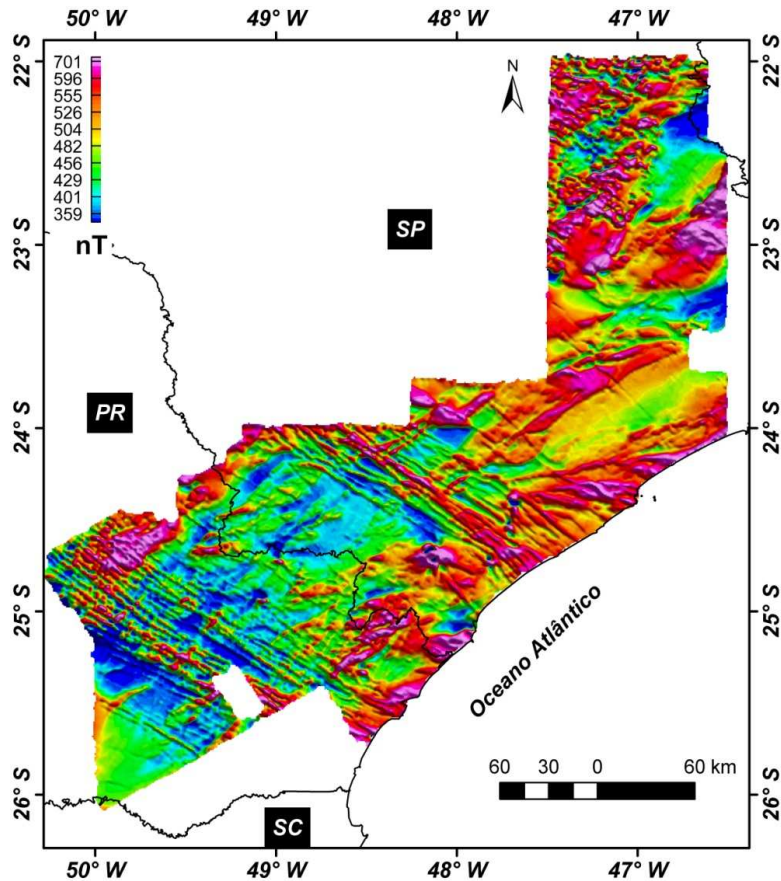 50° W 49° W 48° W 47° W
22° S 22° S
701
596
555
526
504
482
456
429
401
359
nT
N
SP
23° S 23° S
PR
24° S 24° S
25° S 25° S
Oceano Atlântico
60 30 0 60 km
26° S 26° S
SC
50° W 49° W 48° W 47° W